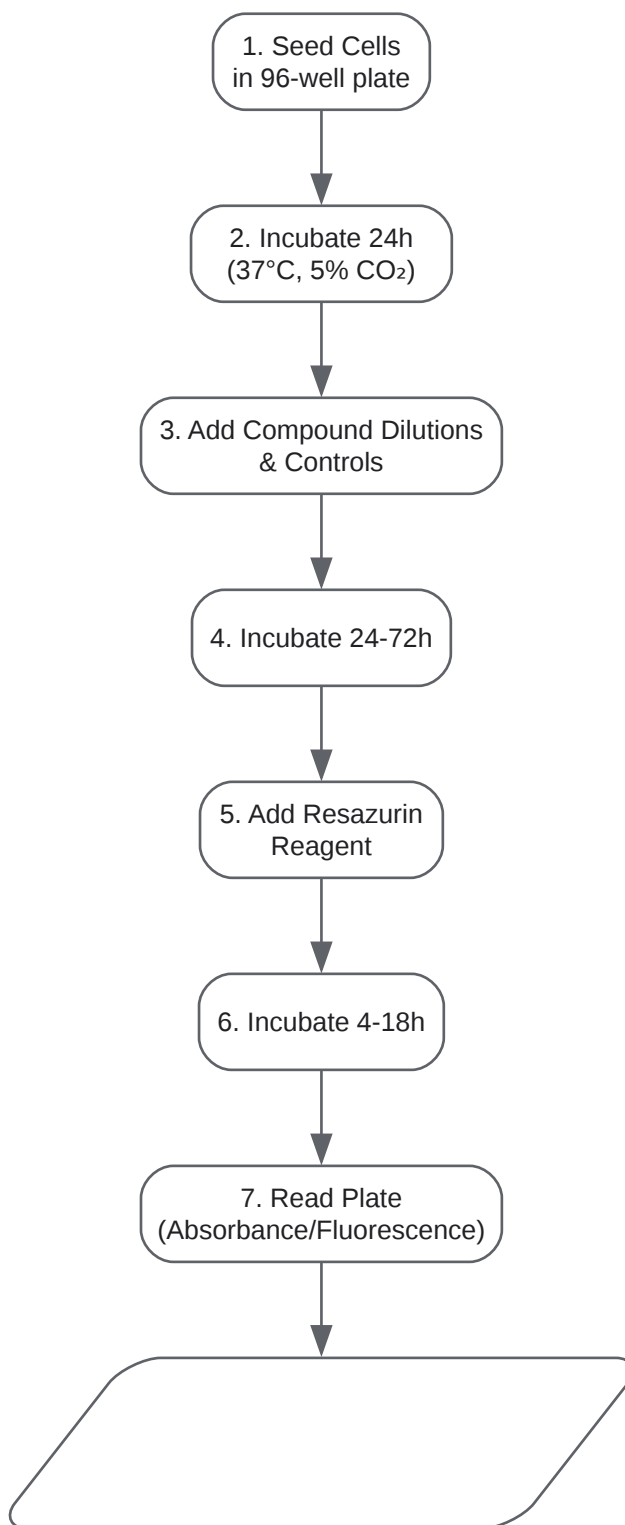 1. Seed Cells
in 96-well plate
2. Incubate 24h
(37°C, 5% CO₂)
3. Add Compound Dilutions
& Controls
4. Incubate 24-72h
5. Add Resazurin
Reagent
6. Incubate 4-18h
7. Read Plate
(Absorbance/Fluorescence)